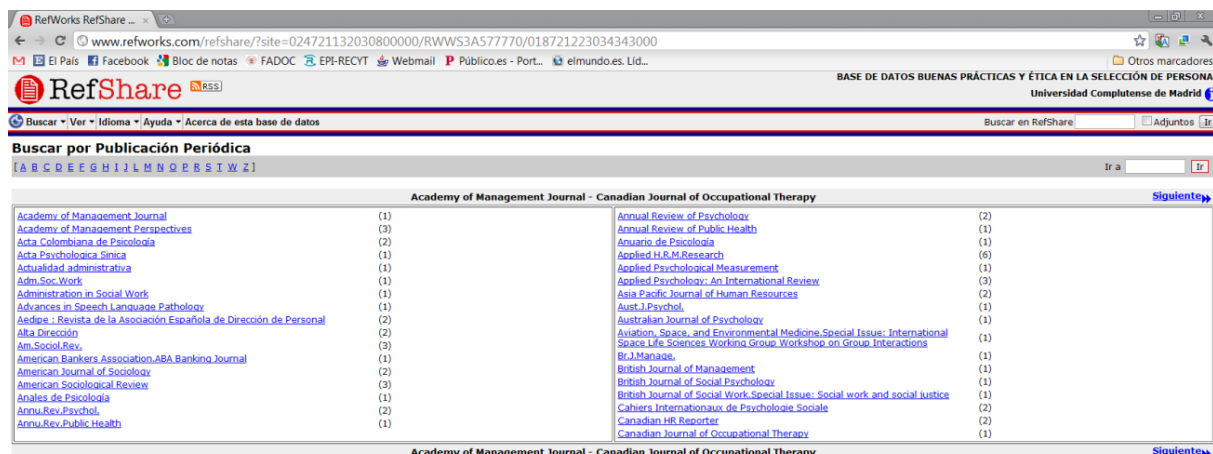 RefWorks RefShare ...
www.refworks.com/refshare/?site=024721132030800000/RWWS3A577770/018721223034343000
El País Facebook Bloc de notas FADOC EPI-RECYT Webmail Público.es - Port... elmundo.es. Líd...
Otros marcadores
RefShare RSS
BASE DE DATOS BUENAS PRÁCTICAS Y ÉTICA EN LA SELECCIÓN DE PERSONA
Universidad Complutense de Madrid
Buscar Ver Idioma Ayuda Acerca de esta base de datos
Buscar en RefShare Adjuntos Ir
Buscar por Publicación Periódica
[ A B C D E F G H I J L M N O P R S T W Z ]
Ir a Ir
Academy of Management Journal - Canadian Journal of Occupational Therapy
Siguiente
Academy of Management Journal (1)
Academy of Management Perspectives (3)
Acta Colombiana de Psicología (2)
Acta Psychologica Sinica (1)
Actualidad administrativa (1)
Adm.Soc.Work (1)
Administration in Social Work (1)
Advances in Speech Language Pathology (1)
Aedipe : Revista de la Asociación Española de Dirección de Personal (2)
Alta Dirección (2)
Am.Sociol.Rev. (3)
American Bankers Association.ABA Banking Journal (1)
American Journal of Sociology (2)
American Sociological Review (3)
Anales de Psicología (1)
Annu.Rev.Psychol. (2)
Annu.Rev.Public Health (1)
Annual Review of Psychology (2)
Annual Review of Public Health (1)
Anuario de Psicología (1)
Applied H.R.M.Research (6)
Applied Psychological Measurement (1)
Applied Psychology: An International Review (3)
Asia Pacific Journal of Human Resources (2)
Aust.J.Psychol. (1)
Australian Journal of Psychology (1)
Aviation, Space, and Environmental Medicine.Special Issue: International
Space Life Sciences Working Group Workshop on Group Interactions (1)
Br.J.Manage. (1)
British Journal of Management (1)
British Journal of Social Psychology (1)
British Journal of Social Work.Special Issue: Social work and social justice (1)
Cahiers Internationaux de Psychologie Sociale (2)
Canadian HR Reporter (2)
Canadian Journal of Occupational Therapy (1)
Academy of Management Journal - Canadian Journal of Occupational Therapy
Siguiente